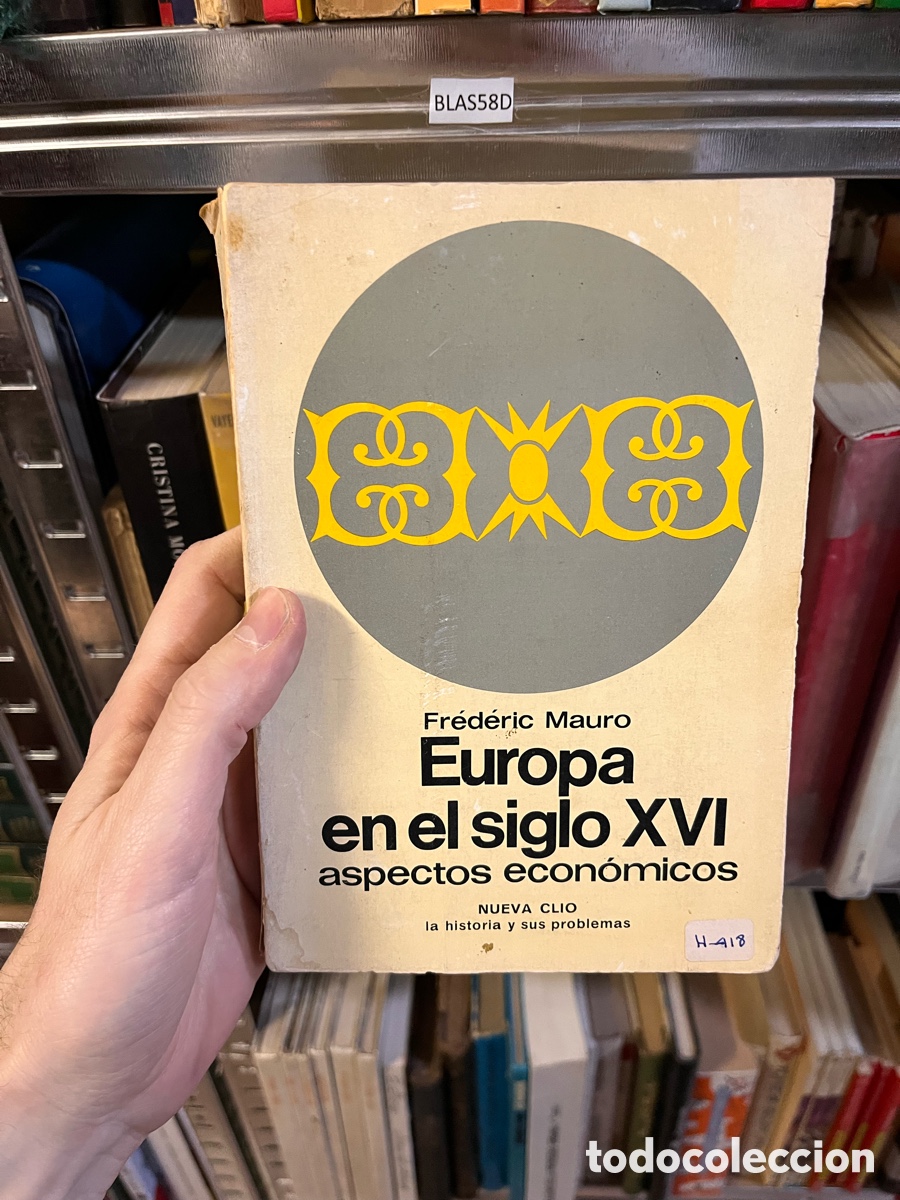 BLAS58D
CRISTINA
Frédéric Mauro
Europa
en el siglo XVI
aspectos económicos
NUEVA CLIO
la historia y sus problemas
H-418
todocoleccion